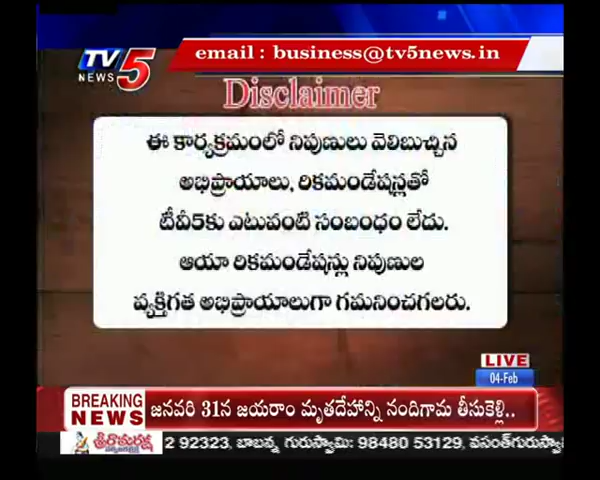 email : business@tv5news.in
TV5
NEWS
Disclaimer
ఈ కార్యక్రమంలో నిపుణులు వెలిబుచ్చిన
అభిప్రాయాలు, రికమండేషన్లతో
టీవీ5కు ఎటువంటి సంబంధం లేదు.
ఆయా రికమండేషన్లు నిపుణుల
వ్యక్తిగత అభిప్రాయాలుగా గమనించగలరు.
LIVE
04-Feb
BREAKING
NEWS
జనవరి 31న జయరాం మృతదేహాన్ని నందిగామ తీసుకెళ్లి..
శ్రీరామరక్ష
2 92323, బాబన్న గురుస్వామి: 98480 53129, వసంత్‌గురుస్వా